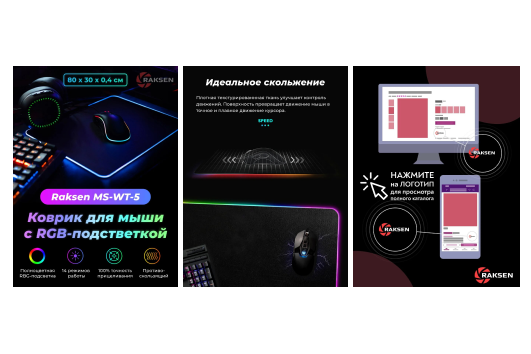 80 x 30 x 0,4 см
RAKSEN
Raksen MS-WT-5
Коврик для мыши
с RGB-подстветкой
Полноцветная
RBG-подсветка
14 режимов
работы
100% точность
прицеливания
Противо-
скользящий
Идеальное скольжение
Плотная текстурированная ткань улучшает контроль
движений. Поверхность превращает движение мыши в
точное и плавное движение курсора.
SPEED
RAKSEN
НАЖМИТЕ
на ЛОГОТИП
для просмотра
полного каталога
RAKSEN
RAKSEN